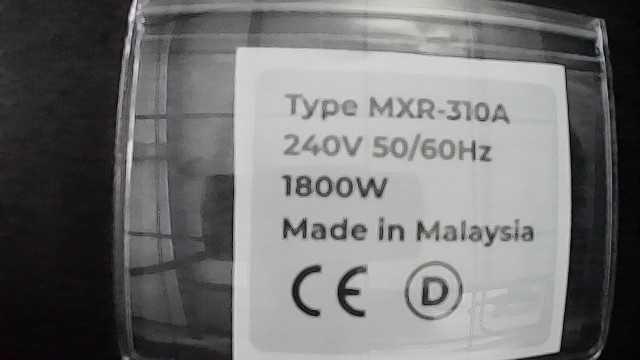 Type MXR-310A
240V 50/60Hz
1800W
Made in Malaysia
CE D